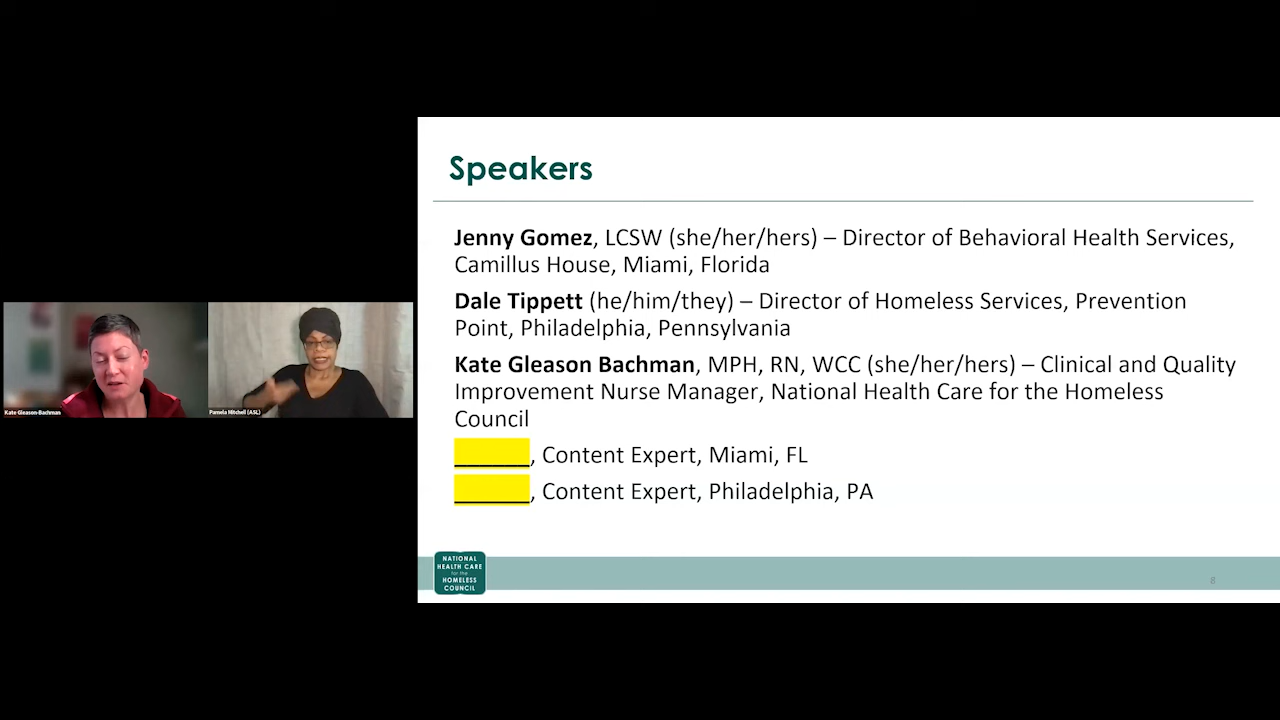 Speakers
Jenny Gomez, LCSW (she/her/hers) – Director of Behavioral Health Services,
Camillus House, Miami, Florida
Dale Tippett (he/him/they) – Director of Homeless Services, Prevention
Point, Philadelphia, Pennsylvania
Kate Gleason Bachman, MPH, RN, WCC (she/her/hers) – Clinical and Quality
Improvement Nurse Manager, National Health Care for the Homeless
Council
______, Content Expert, Miami, FL
______, Content Expert, Philadelphia, PA
Kate Gleason-Bachman
Pamela Mitchell (ASL)
NATIONAL
HEALTH CARE
for the
HOMELESS
COUNCIL
8